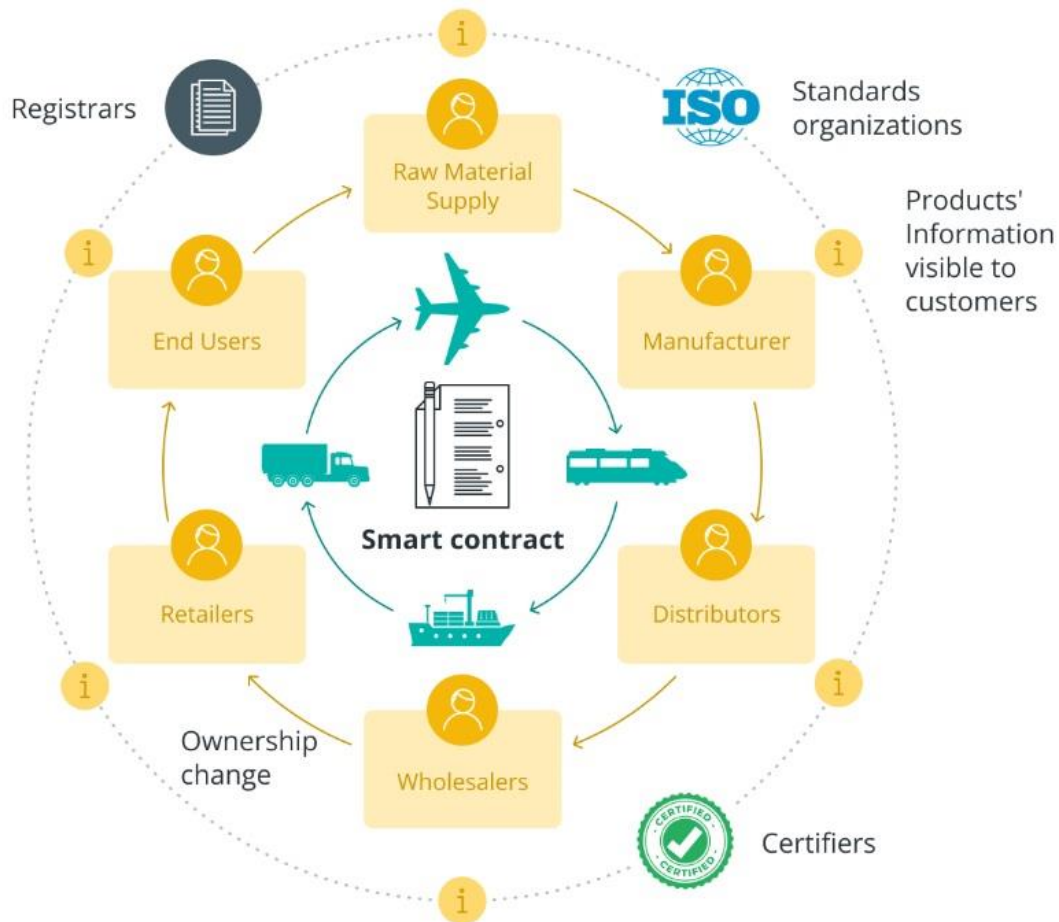 i
Registrars
ISO
Standards
organizations
Raw Material
Supply
Products'
Information
visible to
customers
i
i
End Users
Manufacturer
Smart contract
Retailers
Distributors
i
i
Ownership
change
Wholesalers
CERTIFIED
CERTIFIED
Certifiers
i